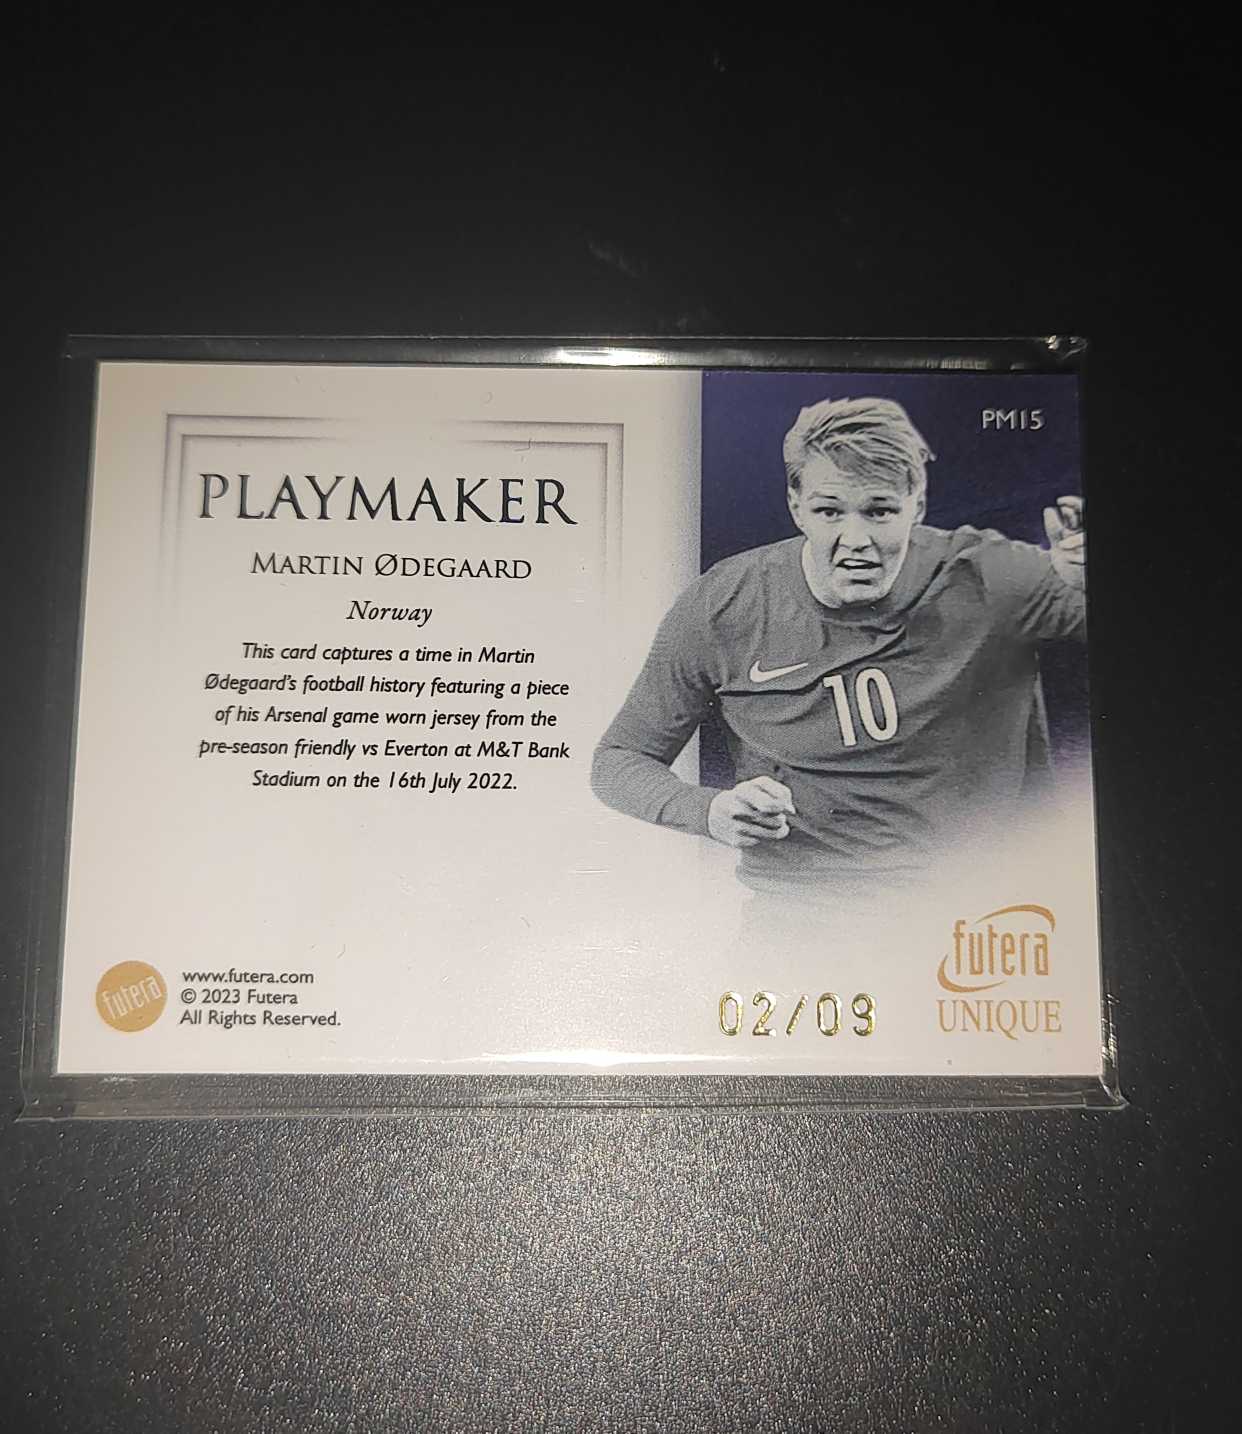 PM15
PLAYMAKER
MARTIN ØDEGAARD
Norway
This card captures a time in Martin
Ødegaard's football history featuring a piece
of his Arsenal game worn jersey from the
pre-season friendly vs Everton at M&T Bank
Stadium on the 16th July 2022.
10
futera
www.futera.com
© 2023 Futera
All Rights Reserved.
02/09
futera
UNIQUE